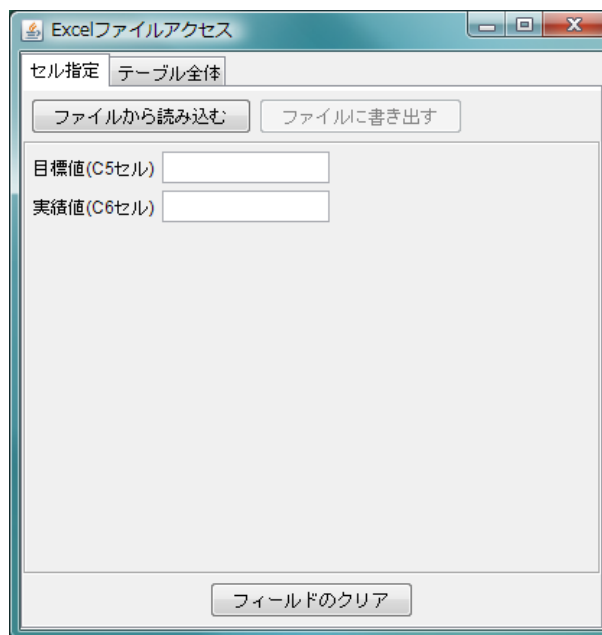 Excelファイルアクセス
セル指定 テーブル全体
ファイルから読み込む ファイルに書き出す
目標値(C5セル)
実績値(C6セル)
フィールドのクリア